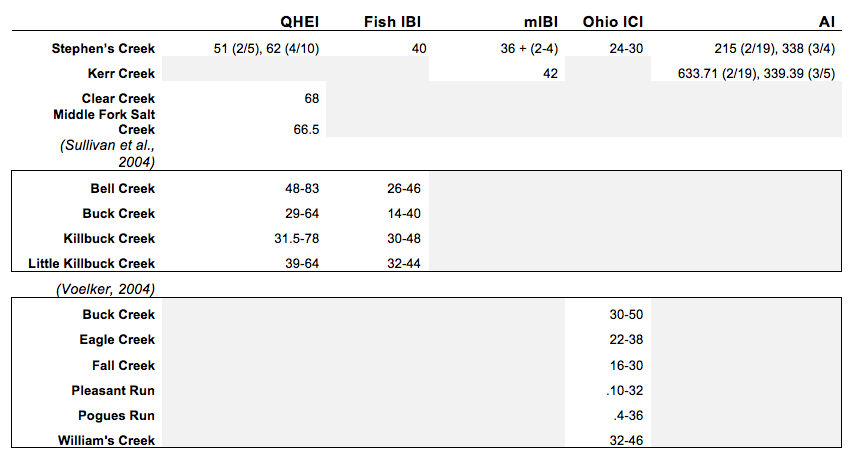 QHEI Fish IBI mIBI Ohio ICI AI
Stephen's Creek 51 (2/5), 62 (4/10) 40 36 + (2-4) 24-30 215 (2/19), 338 (3/4)
Kerr Creek 42 633.71 (2/19), 339.39 (3/5)
Clear Creek 68
Middle Fork Salt
Creek 66.5
(Sullivan et al.,
2004)
Bell Creek 48-83 26-46
Buck Creek 29-64 14-40
Killbuck Creek 31.5-78 30-48
Little Killbuck Creek 39-64 32-44
(Voelker, 2004)
Buck Creek 30-50
Eagle Creek 22-38
Fall Creek 16-30
Pleasant Run .10-32
Pogues Run .4-36
William's Creek 32-46